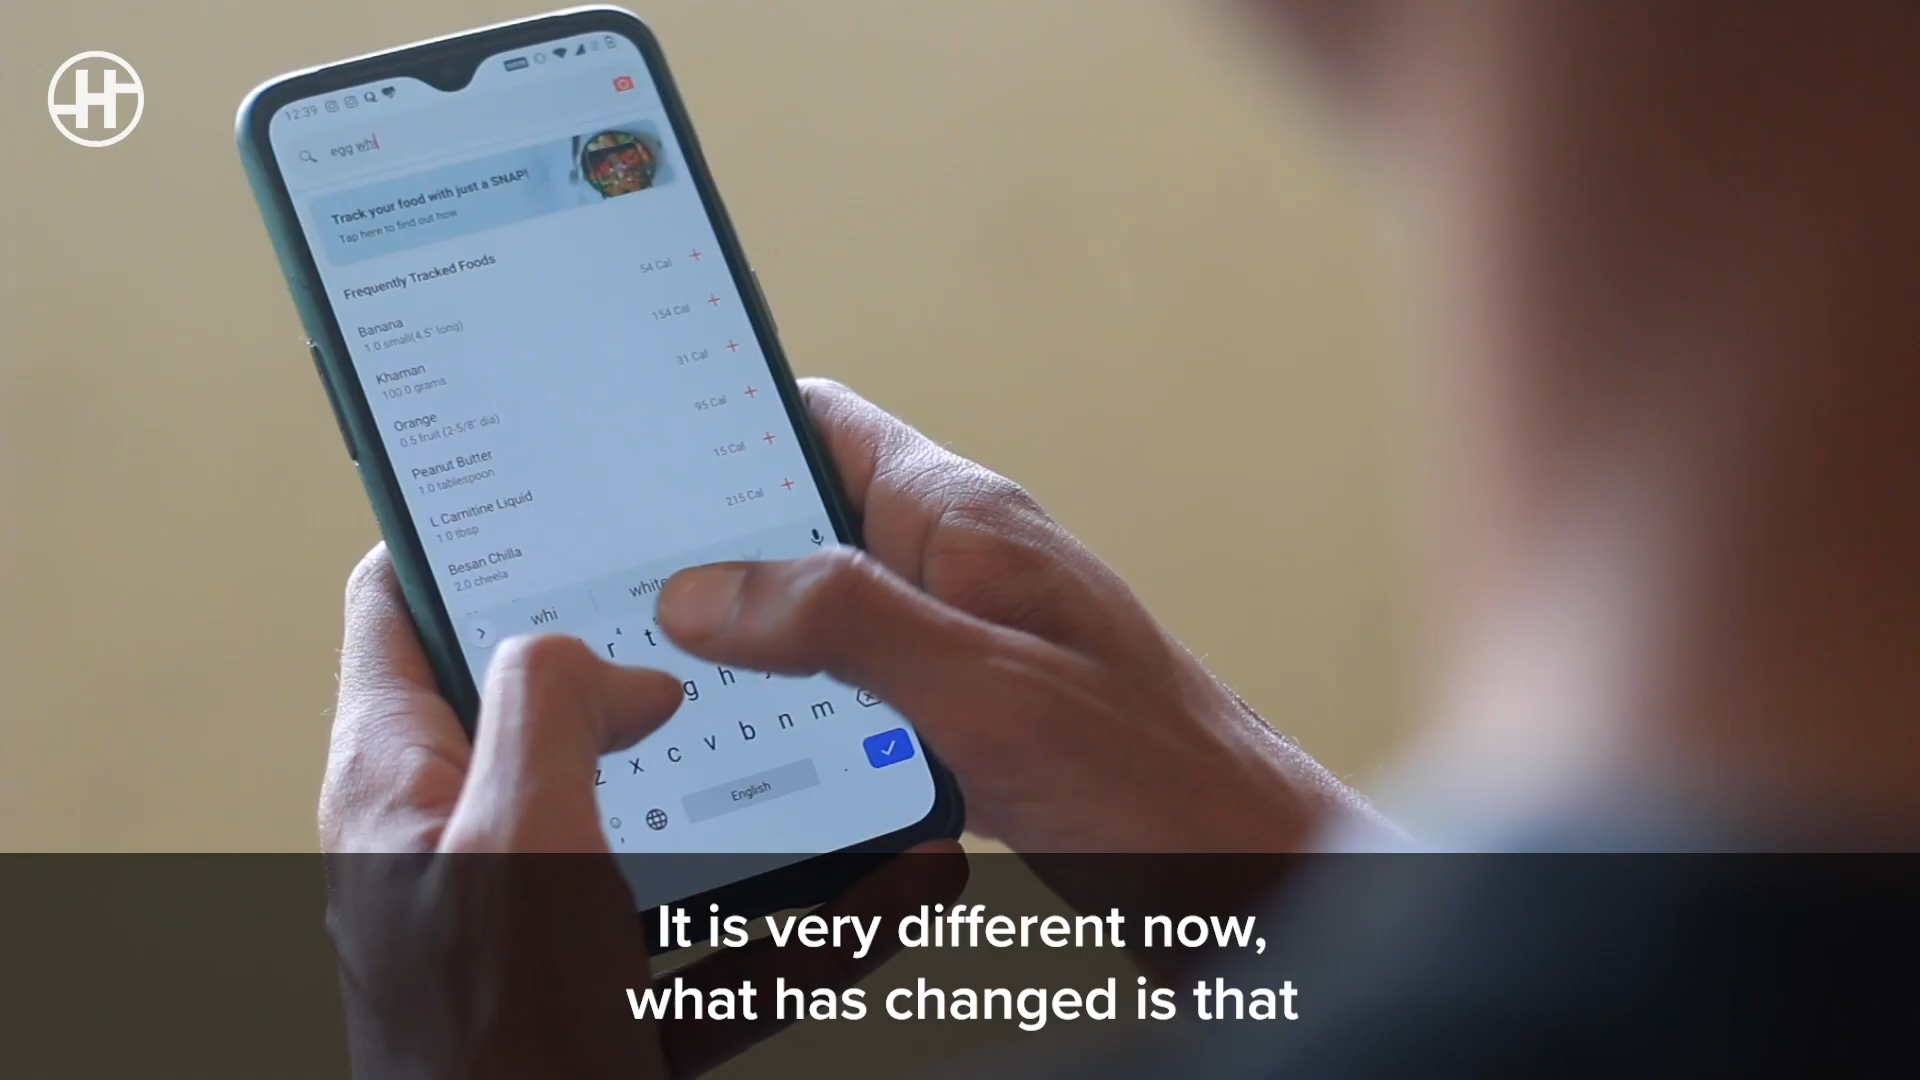 H
12:39
egg whi
Track your food with just a SNAP!
Tap here to find out how
Frequently Tracked Foods
Banana
1.0 small(4.5" long)
54 Cal
Khaman
100.0 grams
154 Cal
Orange
0.5 fruit (2-5/8" dia)
31 Cal
Peanut Butter
1.0 tablespoon
95 Cal
L Carnitine Liquid
1.0 tbsp
15 Cal
Besan Chilla
2.0 cheela
215 Cal
whi white
r 4 t
g h
z x c v b n m
, English .
It is very different now,
what has changed is that